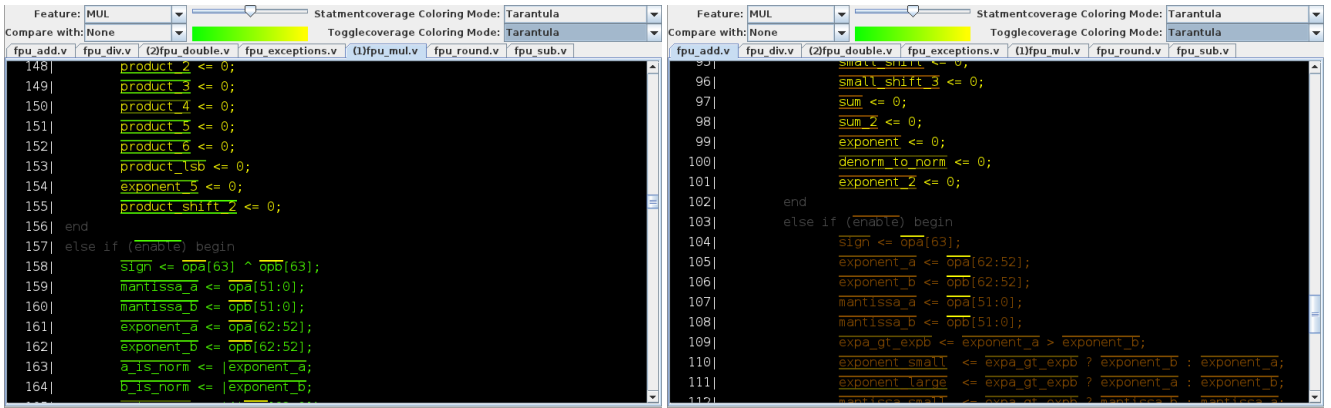 Feature: MUL Statmentcoverage Coloring Mode: Tarantula
Compare with: None Togglecoverage Coloring Mode: Tarantula
fpu_add.v fpu_div.v (2)fpu_double.v fpu_exceptions.v (1)fpu_mul.v fpu_round.v fpu_sub.v
148| product_2 <= 0;
149| product_3 <= 0;
150| product_4 <= 0;
151| product_5 <= 0;
152| product_6 <= 0;
153| product_lsb <= 0;
154| exponent_5 <= 0;
155| product_shift_2 <= 0;
156| end
157| else if (enable) begin
158| sign <= opa[63] ^ opb[63];
159| mantissa_a <= opa[51:0];
160| mantissa_b <= opb[51:0];
161| exponent_a <= opa[62:52];
162| exponent_b <= opb[62:52];
163| a_is_norm <= |exponent_a;
164| b_is_norm <= |exponent_b;
Feature: MUL Statmentcoverage Coloring Mode: Tarantula
Compare with: None Togglecoverage Coloring Mode: Tarantula
fpu_add.v fpu_div.v (2)fpu_double.v fpu_exceptions.v (1)fpu_mul.v fpu_round.v fpu_sub.v
95| small_shift <= 0;
96| small_shift_3 <= 0;
97| sum <= 0;
98| sum_2 <= 0;
99| exponent <= 0;
100| denorm_to_norm <= 0;
101| exponent_2 <= 0;
102| end
103| else if (enable) begin
104| sign <= opa[63];
105| exponent_a <= opa[62:52];
106| exponent_b <= opb[62:52];
107| mantissa_a <= opa[51:0];
108| mantissa_b <= opb[51:0];
109| expa_gt_expb <= exponent_a > exponent_b;
110| exponent_small <= expa_gt_expb ? exponent_b : exponent_a;
111| exponent_large <= expa_gt_expb ? exponent_a : exponent_b;
112| mantissa_small <= expa_gt_expb ? mantissa_b : mantissa_a;